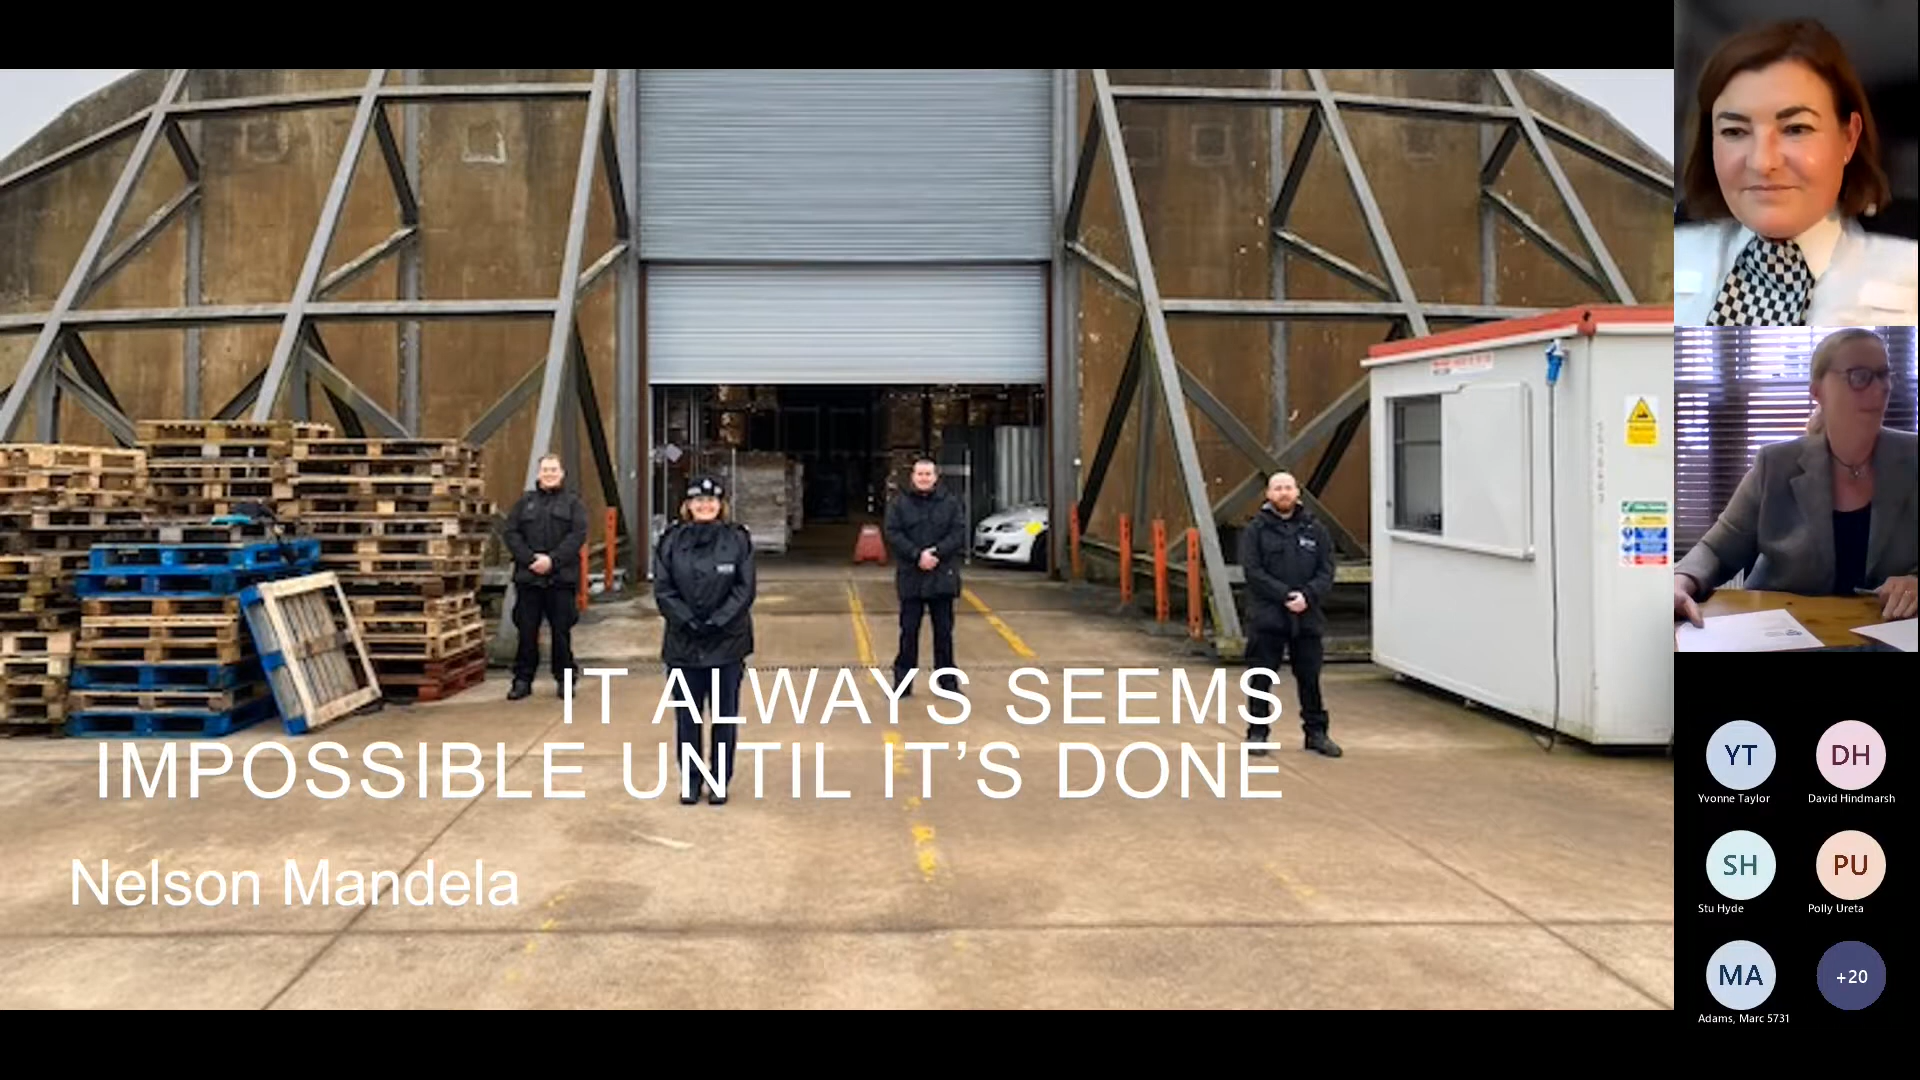 IT ALWAYS SEEMS
IMPOSSIBLE UNTIL IT’S DONE
Nelson Mandela
YT
DH
Yvonne Taylor
David Hindmarsh
SH
PU
Stu Hyde
Polly Ureta
MA
+20
Adams, Marc 5731